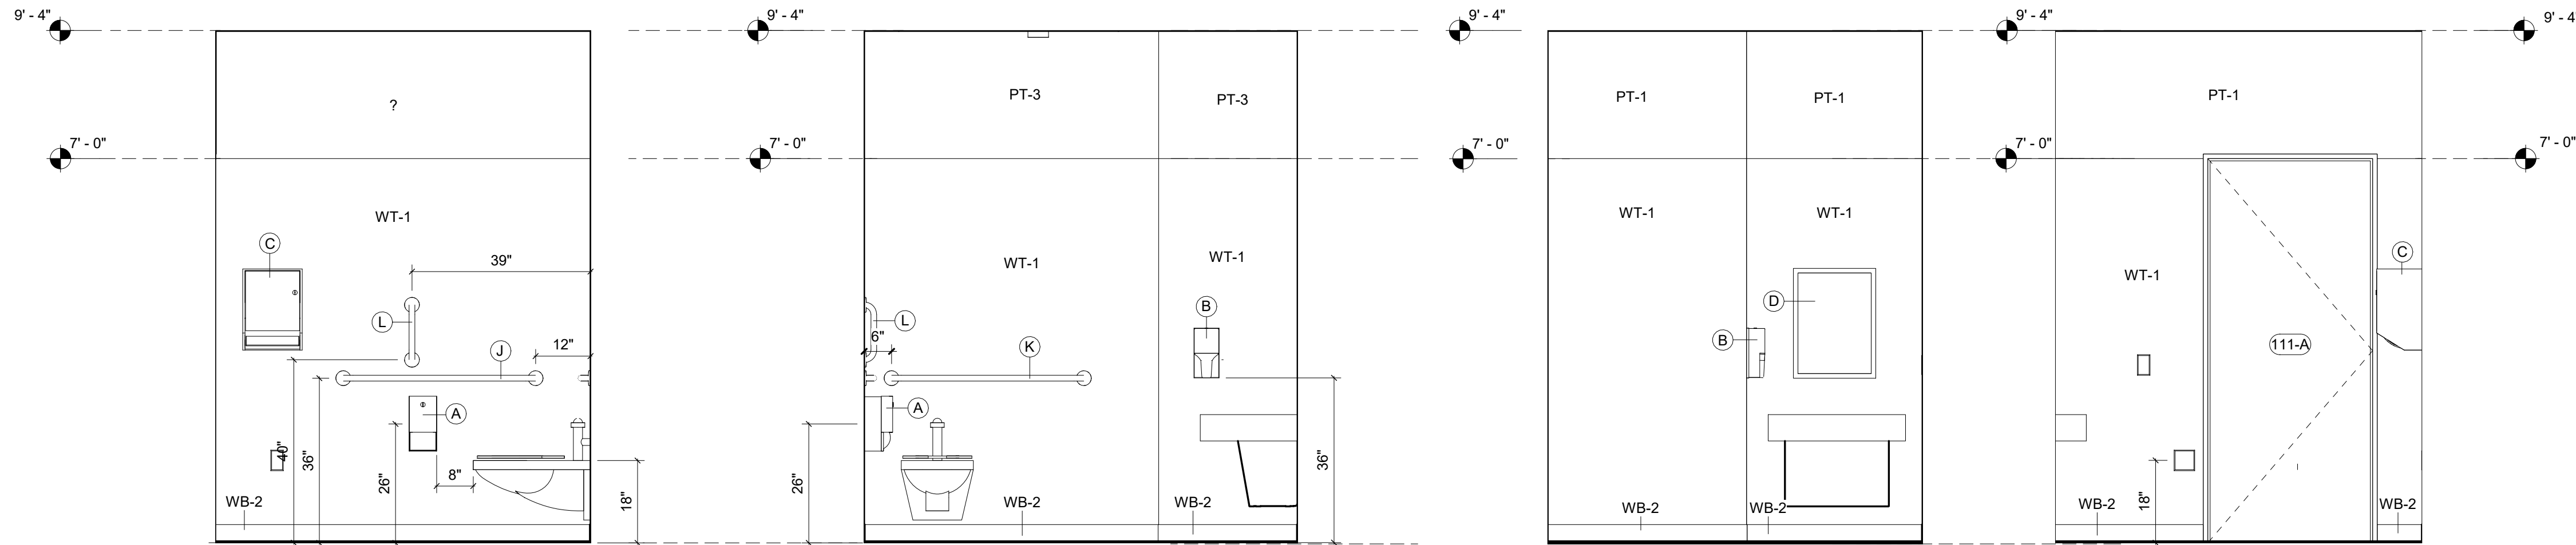 9' - 4"
7' - 0"
?
WT-1
C
39"
L
J
12"
A
40"
36"
26"
8"
18"
WB-2
9' - 4"
7' - 0"
PT-3
PT-3
WT-1
WT-1
L
6"
K
B
A
26"
36"
WB-2
WB-2
9' - 4"
7' - 0"
PT-1
PT-1
WT-1
WT-1
D
B
WB-2
WB-2
9' - 4"
7' - 0"
PT-1
WT-1
C
111-A
18"
WB-2
WB-2
9' - 4
7' - 0"